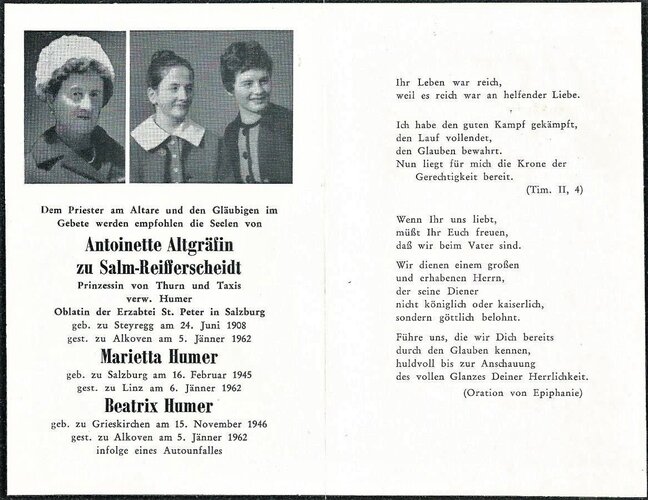 Dem Priester am Altare und den Gläubigen im
Gebete werden empfohlen die Seelen von
Antoinette Altgräfin
zu Salm-Reifferscheidt
Prinzessin von Thurn und Taxis
verw. Humer
Oblatin der Erzabtei St. Peter in Salzburg
geb. zu Steyregg am 24. Juni 1908
gest. zu Alkoven am 5. Jänner 1962
Marietta Humer
geb. zu Salzburg am 16. Februar 1945
gest. zu Linz am 6. Jänner 1962
Beatrix Humer
geb. zu Grieskirchen am 15. November 1946
gest. zu Alkoven am 5. Jänner 1962
infolge eines Autounfalles
Ihr Leben war reich,
weil es reich war an helfender Liebe.
Ich habe den guten Kampf gekämpft,
den Lauf vollendet,
den Glauben bewahrt.
Nun liegt für mich die Krone der
Gerechtigkeit bereit.
(Tim. II, 4)
Wenn Ihr uns liebt,
müßt Ihr Euch freuen,
daß wir beim Vater sind.
Wir dienen einem großen
und erhabenen Herrn,
der seine Diener
nicht königlich oder kaiserlich,
sondern göttlich belohnt.
Führe uns, die wir Dich bereits
durch den Glauben kennen,
huldvoll bis zur Anschauung
des vollen Glanzes Deiner Herrlichkeit.
(Oration von Epiphanie)